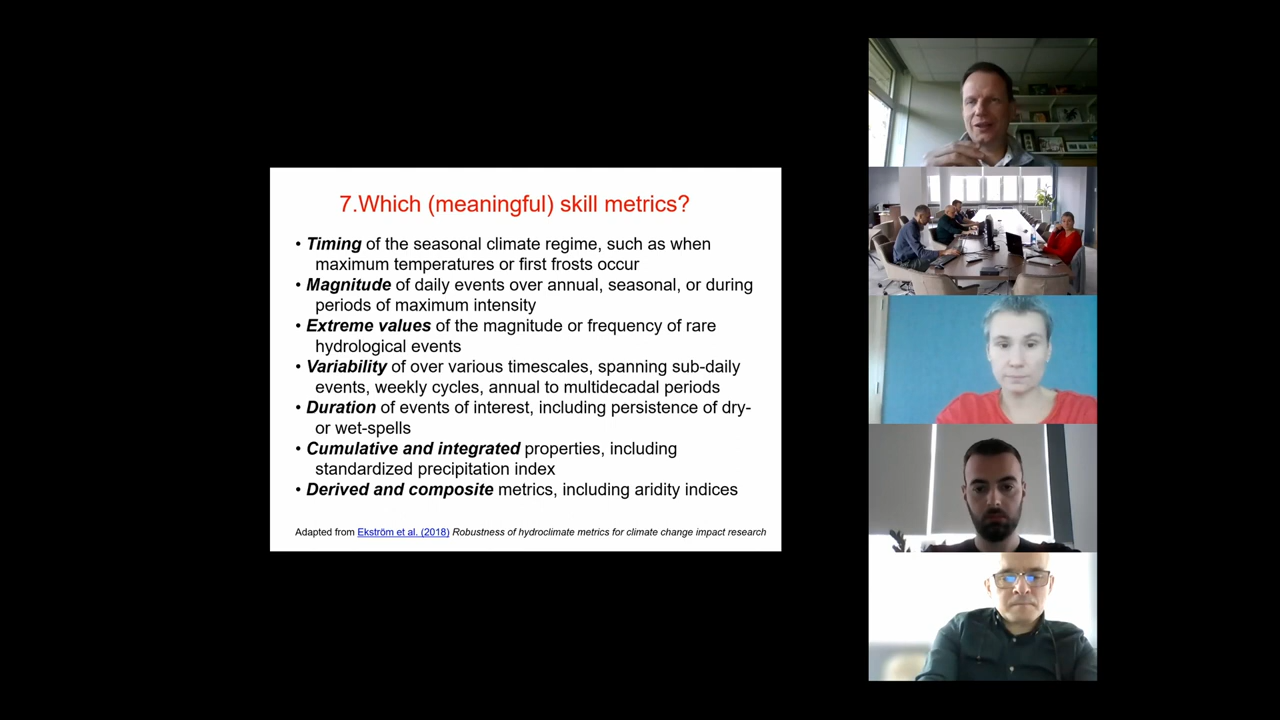 7.Which (meaningful) skill metrics?
• Timing of the seasonal climate regime, such as when
maximum temperatures or first frosts occur
• Magnitude of daily events over annual, seasonal, or during
periods of maximum intensity
• Extreme values of the magnitude or frequency of rare
hydrological events
• Variability of over various timescales, spanning sub-daily
events, weekly cycles, annual to multidecadal periods
• Duration of events of interest, including persistence of dry-
or wet-spells
• Cumulative and integrated properties, including
standardized precipitation index
• Derived and composite metrics, including aridity indices
Adapted from Ekström et al. (2018) Robustness of hydroclimate metrics for climate change impact research